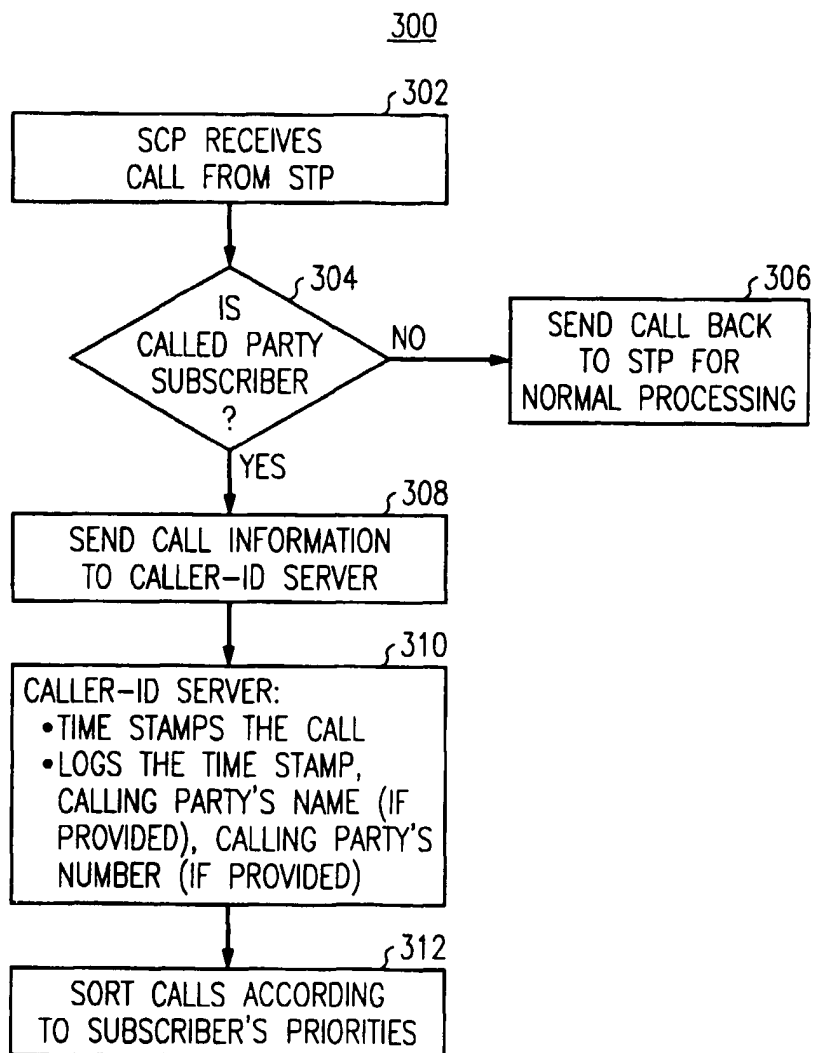 300
302
SCP RECEIVES
CALL FROM STP
304
IS
CALLED PARTY
SUBSCRIBER
?
NO
306
SEND CALL BACK
TO STP FOR
NORMAL PROCESSING
YES
308
SEND CALL INFORMATION
TO CALLER-ID SERVER
310
CALLER-ID SERVER:
•TIME STAMPS THE CALL
•LOGS THE TIME STAMP,
CALLING PARTY'S NAME (IF
PROVIDED), CALLING PARTY'S
NUMBER (IF PROVIDED)
312
SORT CALLS ACCORDING
TO SUBSCRIBER'S PRIORITIES